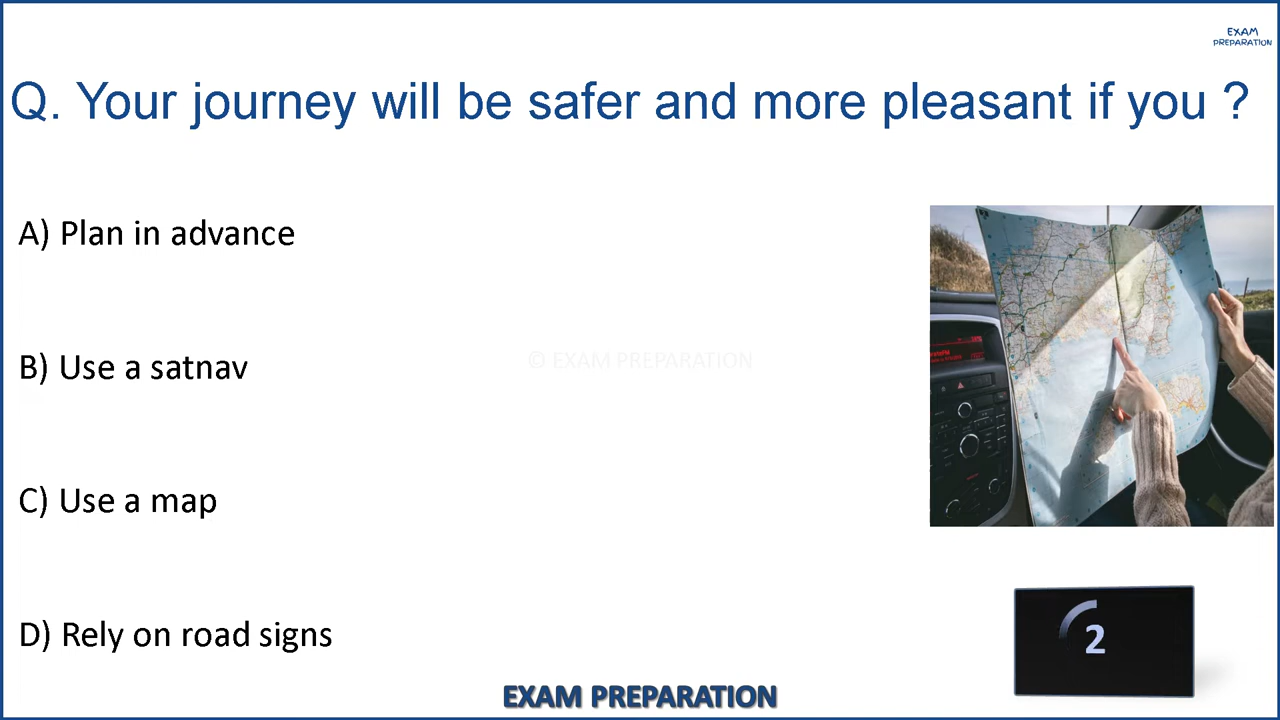 EXAM
PREPARATION
Q. Your journey will be safer and more pleasant if you ?
A) Plan in advance
B) Use a satnav
© EXAM PREPARATION
C) Use a map
D) Rely on road signs
2
EXAM PREPARATION